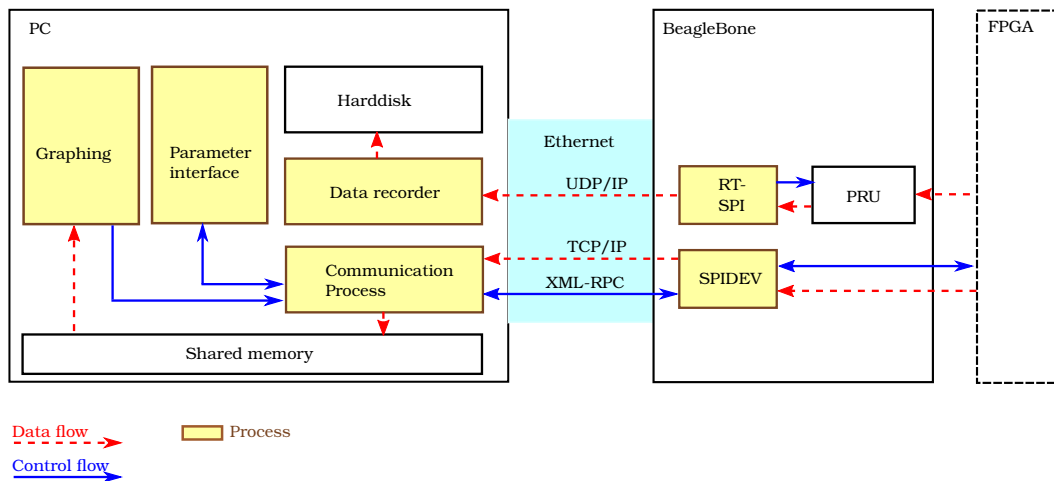 PC
BeagleBone
FPGA
Graphing
Parameter
interface
Harddisk
Data recorder
Communication
Process
Shared memory
Ethernet
UDP/IP
TCP/IP
XML-RPC
RT-
SPI
PRU
SPIDEV
Data flow
Process
Control flow